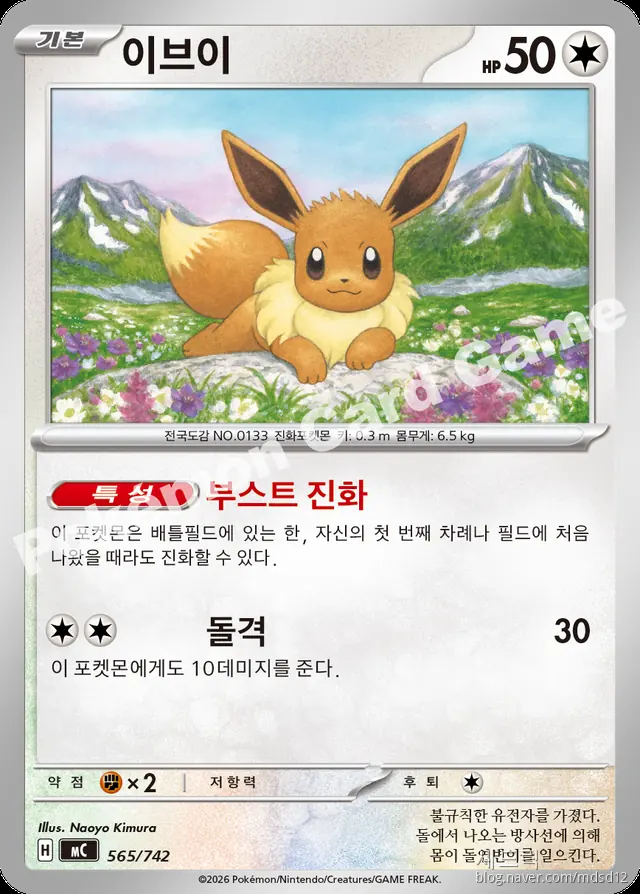 기본
이브이
HP 50
Pokémon Card Game
전국도감 NO.0133 진화포켓몬 키: 0.3 m 몸무게: 6.5 kg
특성 부스트 진화
이 포켓몬은 배틀필드에 있는 한, 자신의 첫 번째 차례나 필드에 처음
나왔을 때라도 진화할 수 있다.
돌격 30
이 포켓몬에게도 10데미지를 준다.
약점 ×2 저항력 후퇴
Illus. Naoyo Kimura
H MC 565/742
불규칙한 유전자를 가졌다.
돌에서 나오는 방사선에 의해
몸이 돌연변이를 일으킨다.
blog.naver.com/mdsd12
©2026 Pokémon/Nintendo/Creatures/GAME FREAK.